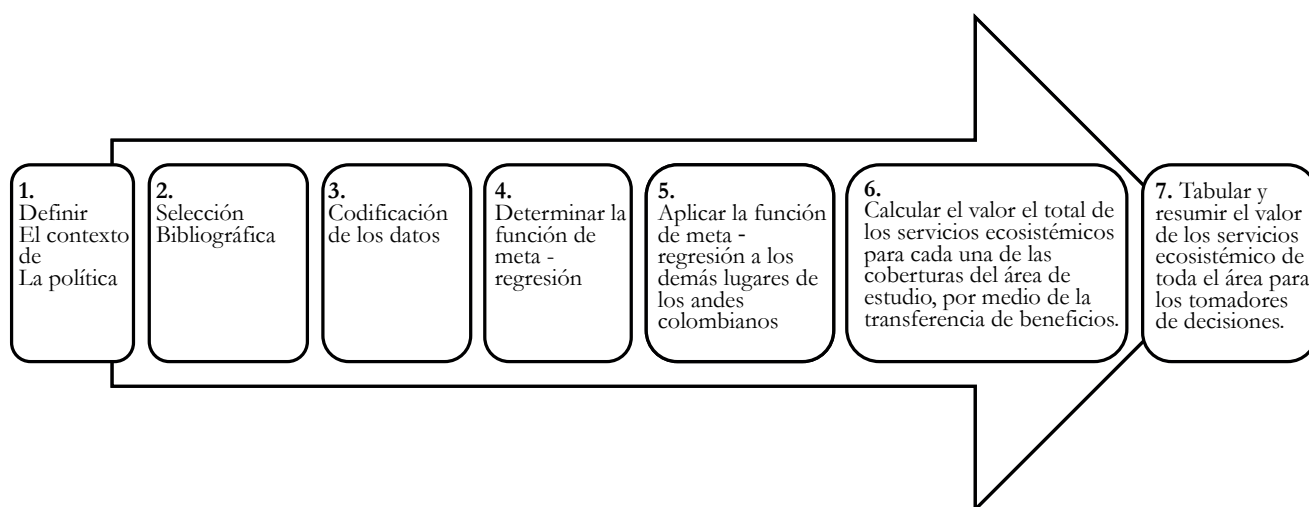 1.
Definir
El contexto
de
La política
2.
Selección
Bibliográfica
3.
Codificación
de los datos
4.
Determinar la
función de
meta -
regresión
5.
Aplicar la función
de meta -
regresión a los
demás lugares de
los andes
colombianos
6.
Calcular el valor el total de
los servicios ecosistémicos
para cada una de las
coberturas del área de
estudio, por medio de la
transferencia de beneficios.
7. Tabular y
resumir el valor
de los servicios
ecosistémico de
toda el área para
los tomadores
de decisiones.